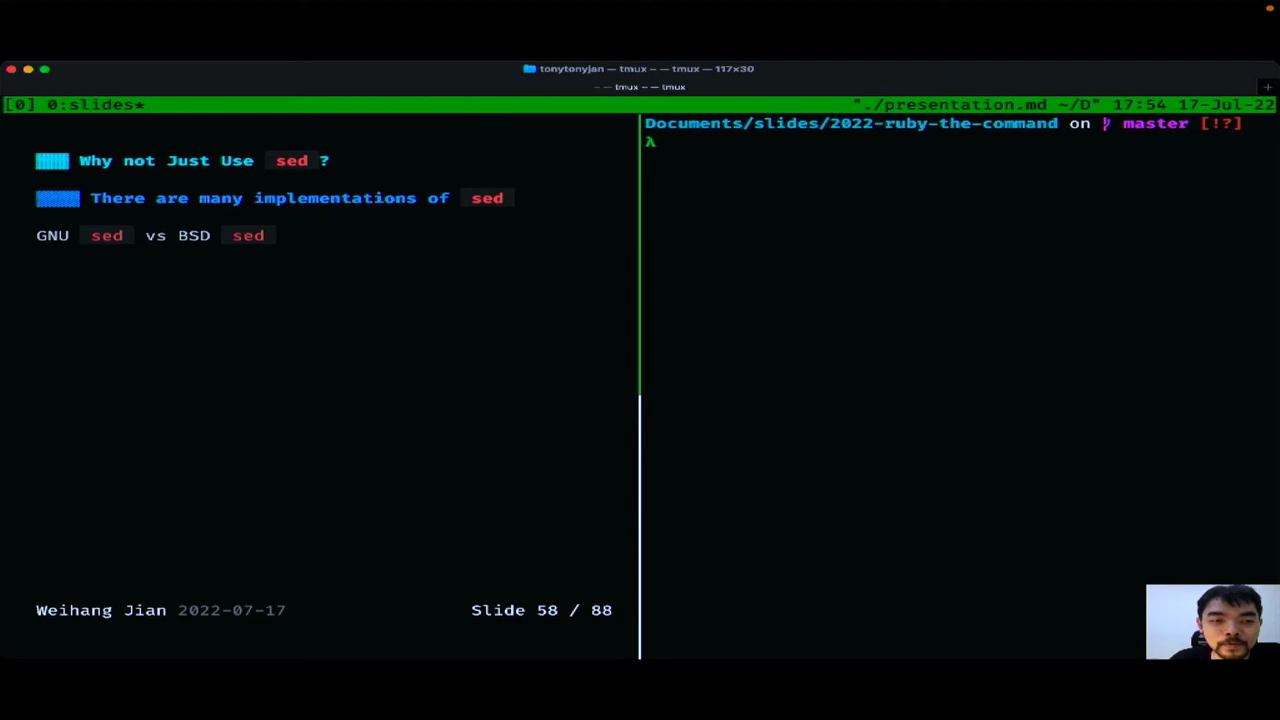 tonytonyjan — tmux - — tmux — 117×30
- — tmux - — tmux
[0] 0:slides* "./presentation.md ~/D" 17:54 17-Jul-22
Why not Just Use sed ?
There are many implementations of sed
GNU sed vs BSD sed
Weihang Jian 2022-07-17 Slide 58 / 88
Documents/slides/2022-ruby-the-command on master [!?]
λ